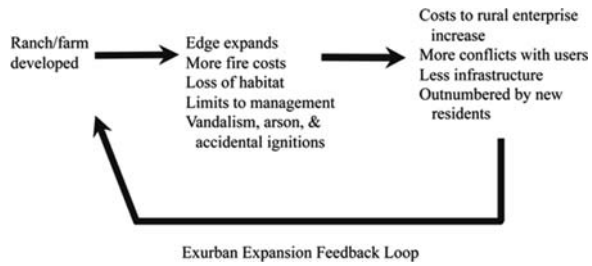 Ranch/farm
developed
Edge expands
More fire costs
Loss of habitat
Limits to management
Vandalism, arson, &
accidental ignitions
Costs to rural enterprise
increase
More conflicts with users
Less infrastructure
Outnumbered by new
residents
Exurban Expansion Feedback Loop